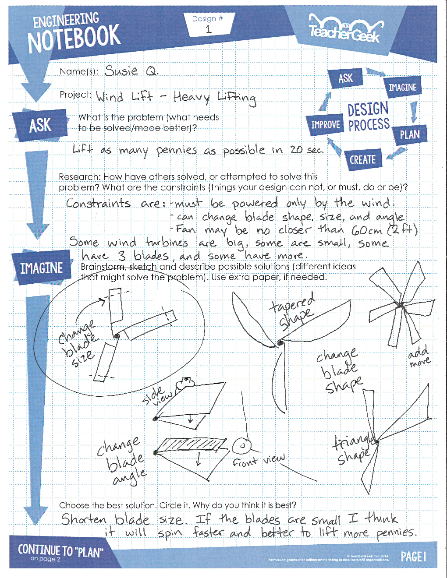 ENGINEERING
NOTEBOOK
Design #
1
TeacherGeek
Name(s): Susie Q.
Project: Wind Lift - Heavy Lifting
ASK
What is the problem (what needs
to be solved/made better)?
Lift as many pennies as possible in 20 sec.
ASK
IMAGINE
PLAN
CREATE
IMPROVE
DESIGN
PROCESS
Research: How have others solved, or attempted to solve this
problem? What are the constraints (things your design can not, or must, do or be)?
Constraints are: - must be powered only by the wind.
- can change blade shape, size, and angle
- Fan may be no closer than 60cm (2ft)
Some wind turbines are big, some are small, some
have 3 blades, and some have more.
IMAGINE
Brainstorm, sketch and describe possible solutions (different ideas
that might solve the problem). Use extra paper, if needed.
change
blade
size
tapered
shape
change
blade
shape
add
more
side
view
change
blade
angle
front view
triangle
shape
Choose the best solution. Circle it. Why do you think it is best?
Shorten blade size. If the blades are small I think
it will spin faster and better to lift more pennies.
CONTINUE TO "PLAN"
on page 2
PAGE 1